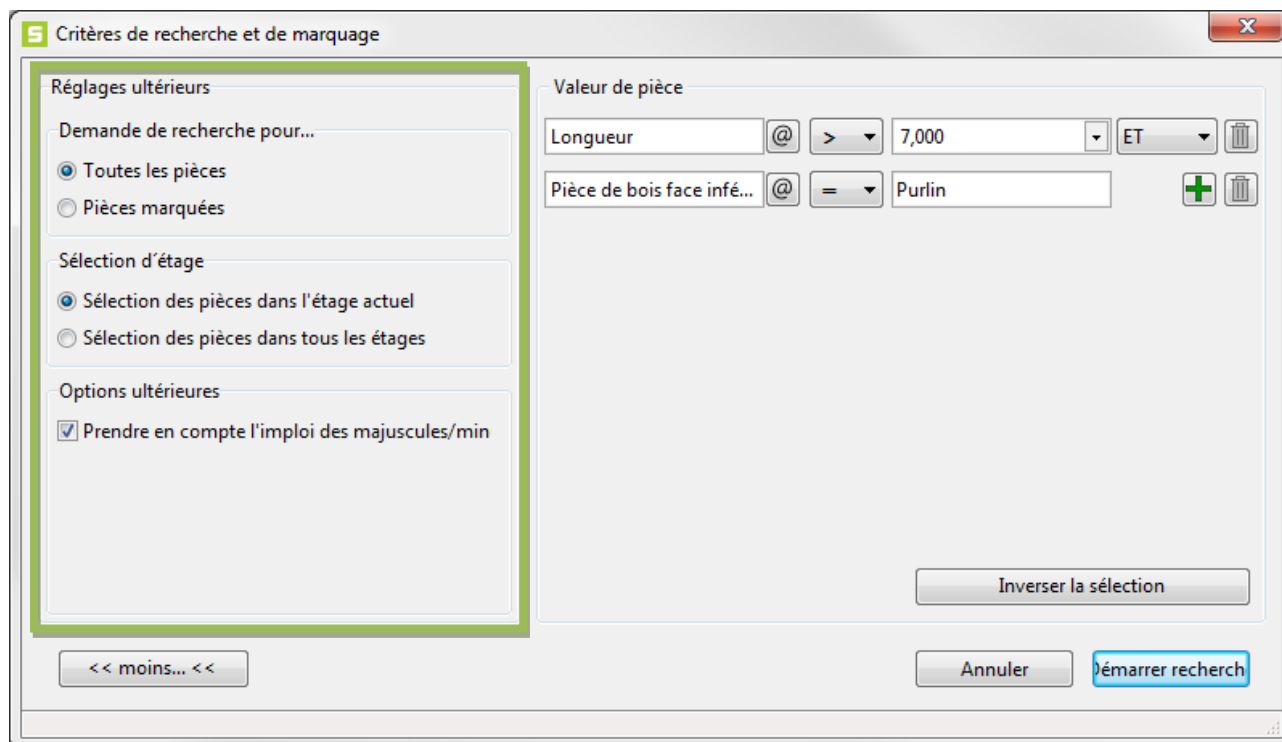 S Critères de recherche et de marquage
Réglages ultérieurs
Demande de recherche pour...
Toutes les pièces
Pièces marquées
Sélection d´étage
Sélection des pièces dans l'étage actuel
Sélection des pièces dans tous les étages
Options ultérieures
Prendre en compte l'imploi des majuscules/min
Valeur de pièce
Longueur @ > 7,000 ET
Pièce de bois face infé... @ = Purlin
Inverser la sélection
<< moins... <<
Annuler
Démarrer recherch